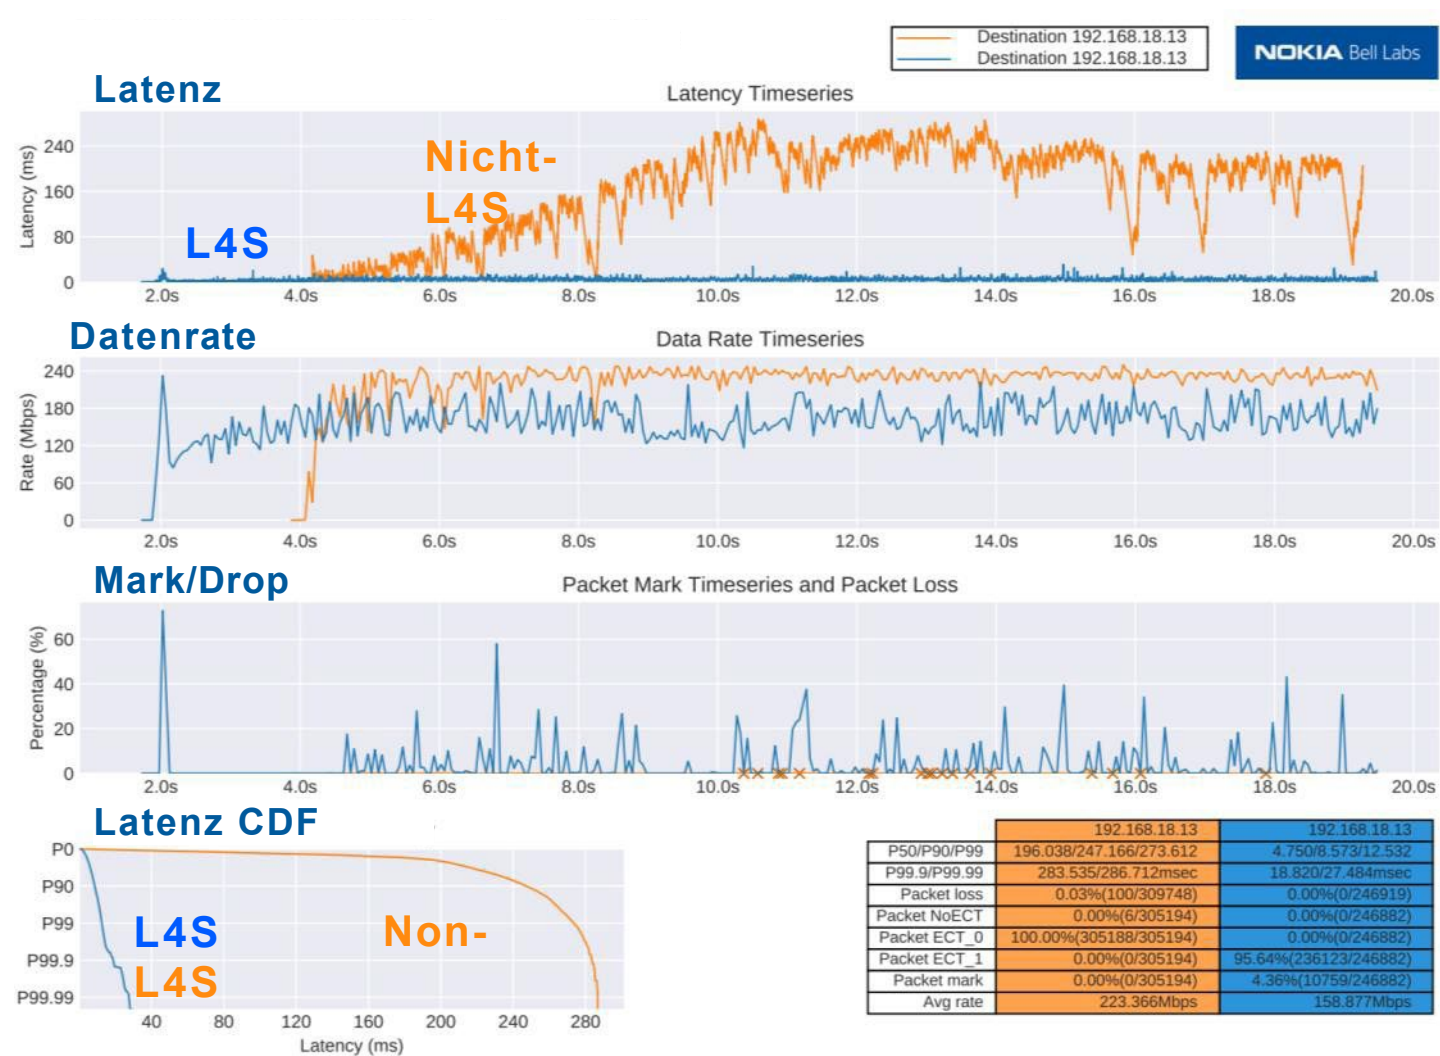 Destination 192.168.18.13
Destination 192.168.18.13
NOKIA Bell Labs
Latenz
Latency Timeseries
Latency (ms)
240
160
80
0
Nicht-
L4S
L4S
2.0s 4.0s 6.0s 8.0s 10.0s 12.0s 14.0s 16.0s 18.0s 20.0s
Datenrate
Data Rate Timeseries
Rate (Mbps)
240
180
120
60
0
2.0s 4.0s 6.0s 8.0s 10.0s 12.0s 14.0s 16.0s 18.0s 20.0s
Mark/Drop
Packet Mark Timeseries and Packet Loss
Percentage (%)
60
40
20
0
2.0s 4.0s 6.0s 8.0s 10.0s 12.0s 14.0s 16.0s 18.0s 20.0s
Latenz CDF
P0
P90
P99
P99.9
P99.99
L4S
Non-
L4S
40 80 120 160 200 240 280
Latency (ms)
192.168.18.13 192.168.18.13
P50/P90/P99 196.038/247.166/273.612 4.750/8.573/12.532
P99.9/P99.99 283.535/286.712msec 18.820/27.484msec
Packet loss 0.03%(100/309748) 0.00%(0/246919)
Packet NoECT 0.00%(6/305194) 0.00%(0/246882)
Packet ECT_0 100.00%(305188/305194) 0.00%(0/246882)
Packet ECT_1 0.00%(0/305194) 95.64%(236123/246882)
Packet mark 0.00%(0/305194) 4.36%(10759/246882)
Avg rate 223.366Mbps 158.877Mbps